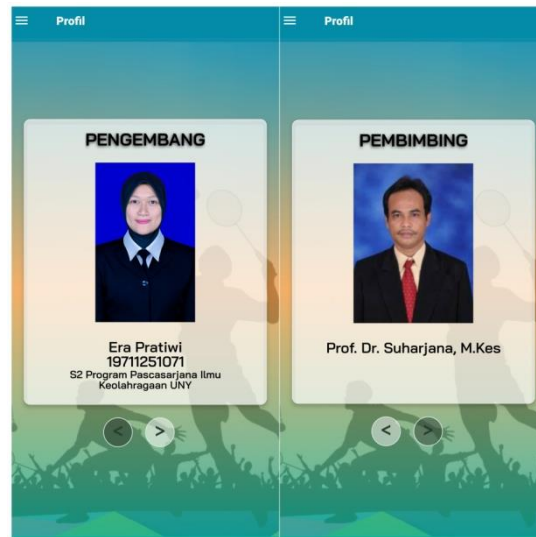 Profil
PENGEMBANG
Era Pratiwi
19711251071
S2 Program Pascasarjana Ilmu
Keolahragaan UNY
< >
Profil
PEMBIMBING
Prof. Dr. Suharjana, M.Kes
< >